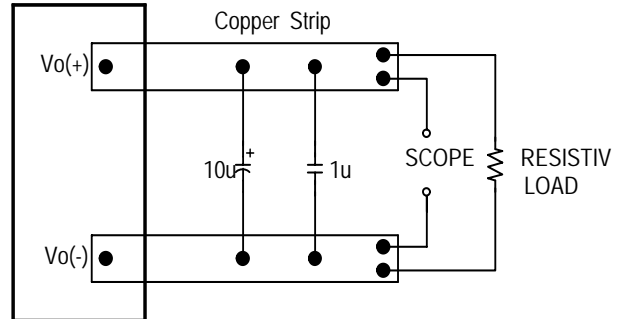 Copper Strip
Vo(+)
10u
+
1u
SCOPE
RESISTIV
LOAD
Vo(-)